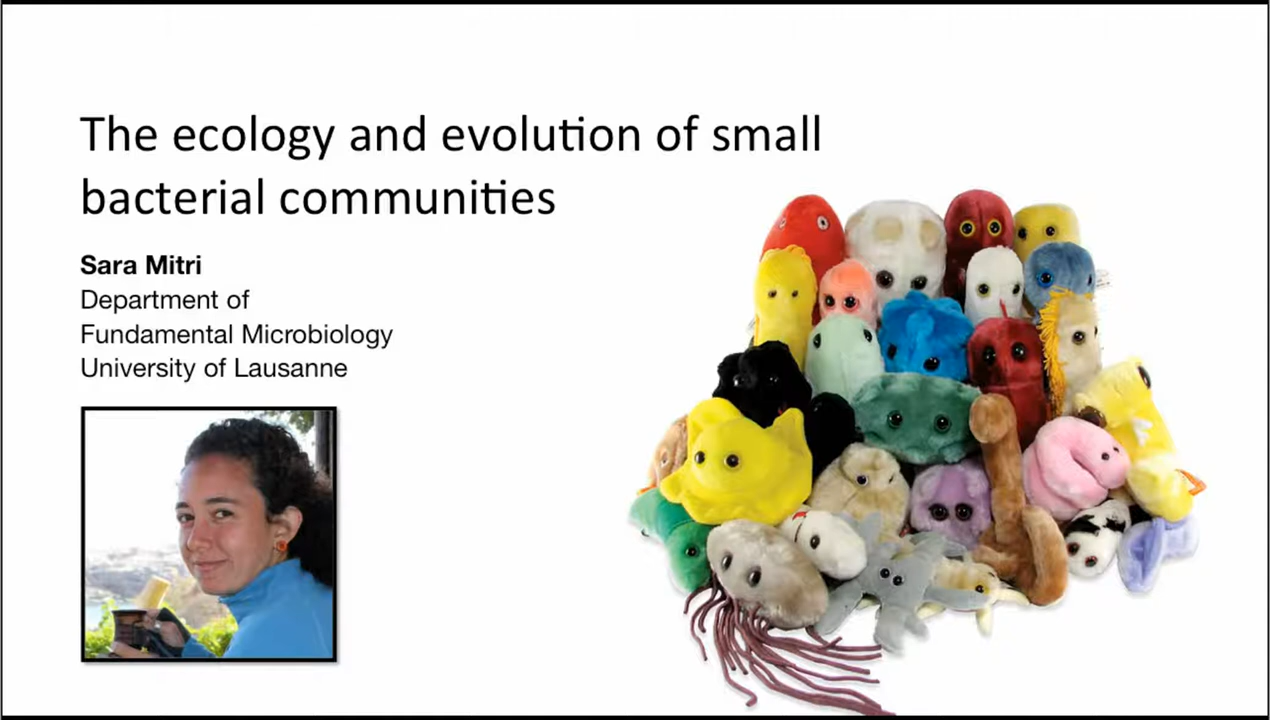 The ecology and evolution of small
bacterial communities
Sara Mitri
Department of
Fundamental Microbiology
University of Lausanne